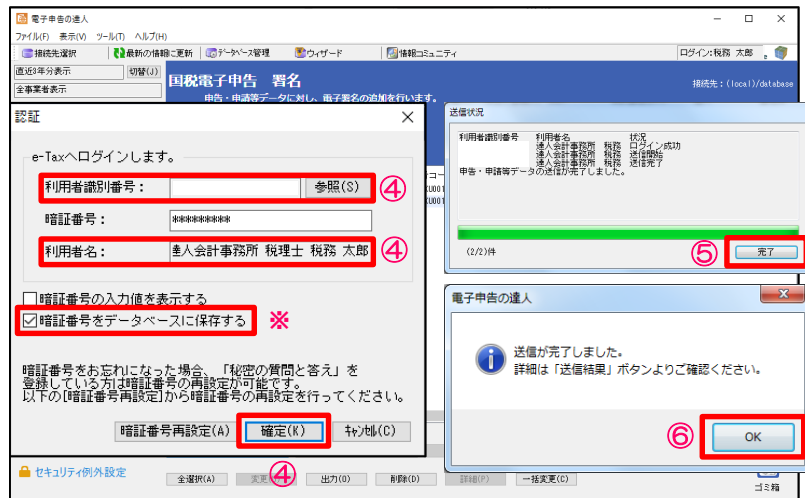 電子申告の達人
ファイル(F) 表示(V) ツール(T) ヘルプ(H)
接続先選択 最新の情報に更新 データベース管理 ウィザード 情報コミュニティ ログイン:税務 太郎
直近3年分表示 切替(J)
全事業者表示
国税電子申告 署名
申告・申請等データに対し、電子署名の追加を行います。
接続先：(local)/database
認証
e-Taxへログインします。
利用者識別番号： 参照(S) ④
暗証番号： *********
利用者名： 達人会計事務所 税理士 税務 太郎 ④
暗証番号の入力値を表示する
暗証番号をデータベースに保存する ※
暗証番号をお忘れになった場合、「秘密の質問と答え」を
登録している方は暗証番号の再設定が可能です。
以下の[暗証番号再設定]から暗証番号の再設定を行ってください。
暗証番号再設定(A) 確定(K) キャンセル(C)
④
送信状況
利用者識別番号 利用者名 状況
達人会計事務所 税務 ログイン成功
達人会計事務所 税務 送信開始
達人会計事務所 税務 送信完了
申告・申請等データの送信が完了しました。
(2/2)件 ⑤ 完了
電子申告の達人
送信が完了しました。
詳細は「送信結果」ボタンよりご確認ください。
⑥ OK
セキュリティ例外設定
全選択(A) 出力(O) 削除(D) 詳細(P) 一括変更(C)
ゴミ箱